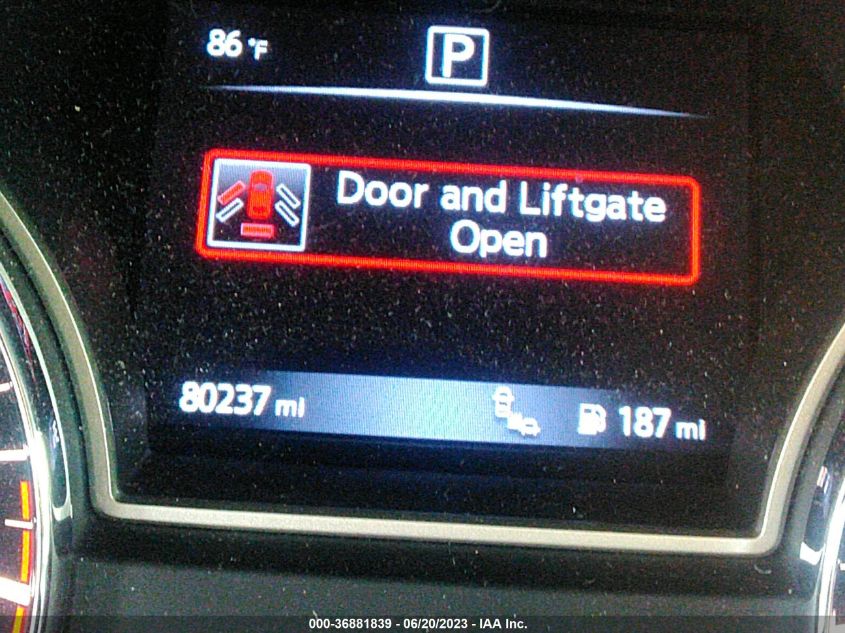 86 °F
P
Door and Liftgate
Open
80237 mi
187 mi
000-36881839 - 06/20/2023 - IAA Inc.